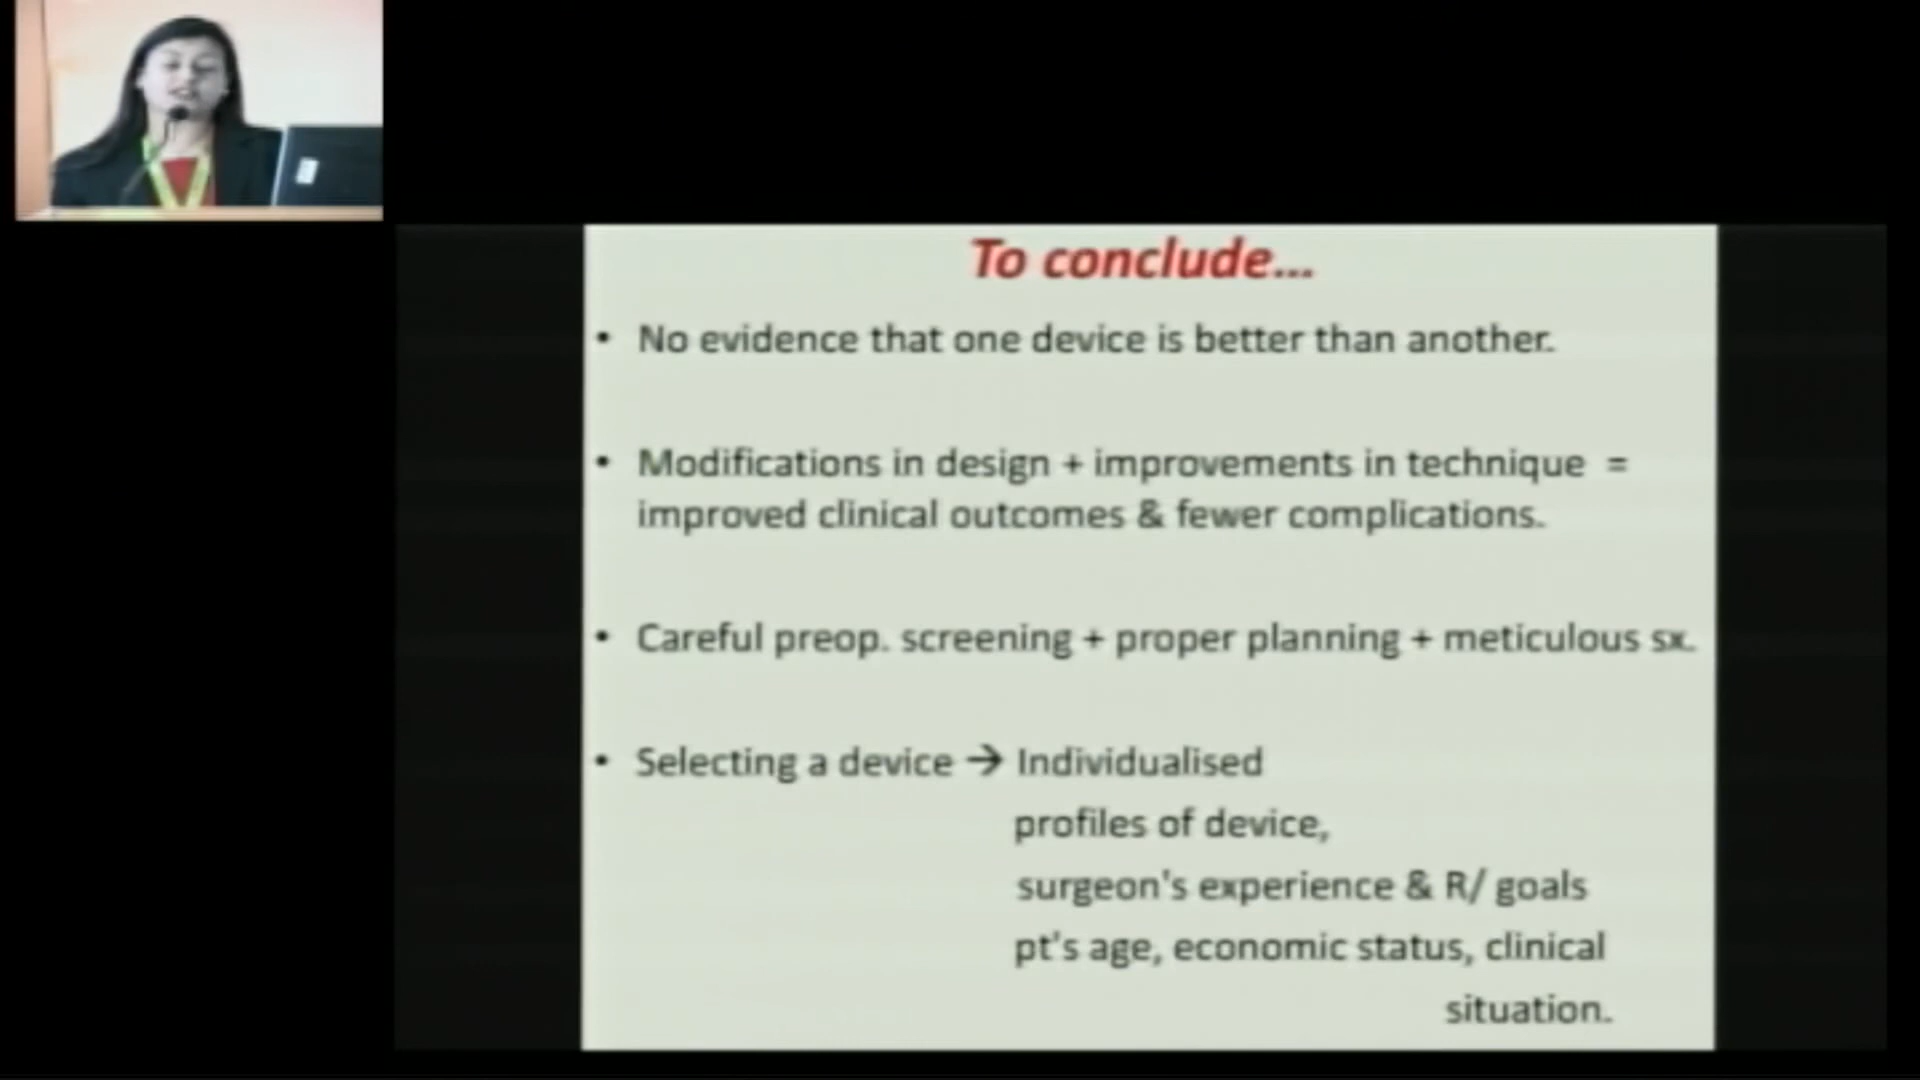 To conclude...
• No evidence that one device is better than another.
• Modifications in design + improvements in technique =
improved clinical outcomes & fewer complications.
• Careful preop. screening + proper planning + meticulous sx.
• Selecting a device → Individualised
profiles of device,
surgeon's experience & R/ goals
pt's age, economic status, clinical
situation.